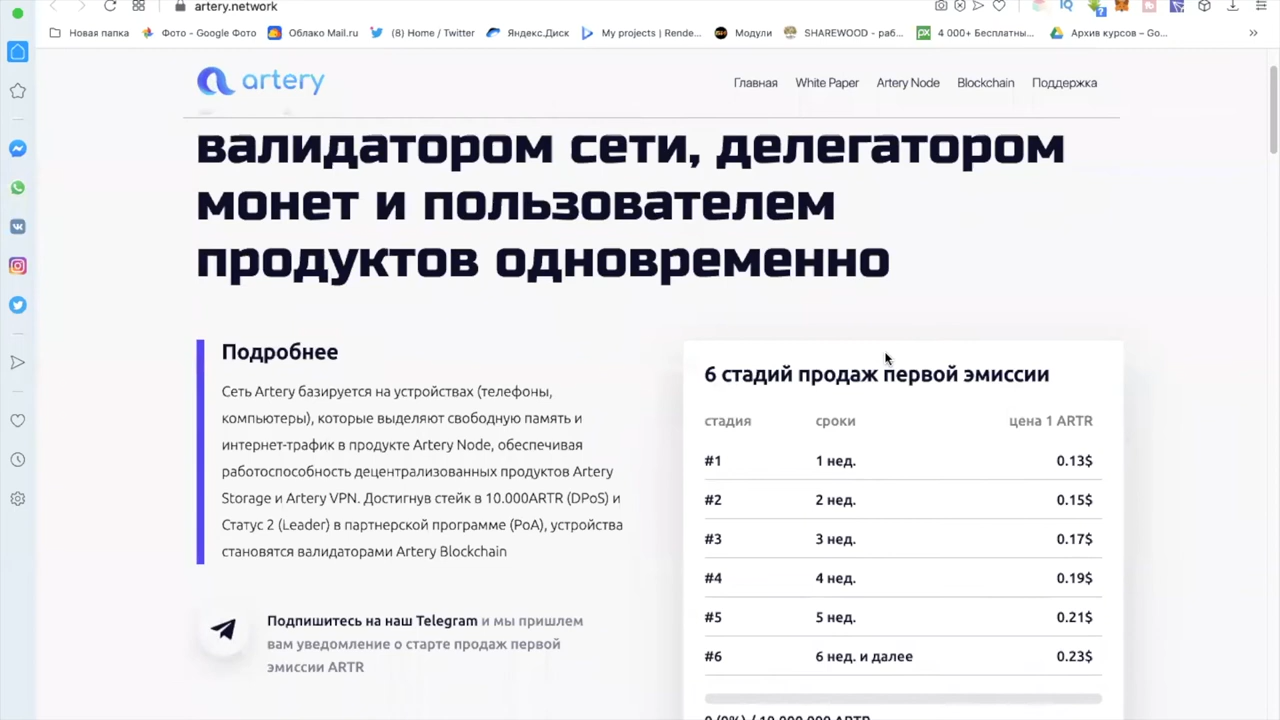 artery.network
Новая папка
Фото - Google Фото
Облако Mail.ru
(8) Home / Twitter
Яндекс.Диск
My projects | Rende...
Модули
SHAREWOOD - раб...
4 000+ Бесплатны...
Архив курсов – Go...
artery
Главная
White Paper
Artery Node
Blockchain
Поддержка
валидатором сети, делегатором
монет и пользователем
продуктов одновременно
Подробнее
Сеть Artery базируется на устройствах (телефоны,
компьютеры), которые выделяют свободную память и
интернет-трафик в продукте Artery Node, обеспечивая
работоспособность децентрализованных продуктов Artery
Storage и Artery VPN. Достигнув стейк в 10.000ARTR (DPoS) и
Статус 2 (Leader) в партнерской программе (PoA), устройства
становятся валидаторами Artery Blockchain
Подпишитесь на наш Telegram и мы пришлем
вам уведомление о старте продаж первой
эмиссии ARTR
6 стадий продаж первой эмиссии
стадия сроки цена 1 ARTR
#1 1 нед. 0.13$
#2 2 нед. 0.15$
#3 3 нед. 0.17$
#4 4 нед. 0.19$
#5 5 нед. 0.21$
#6 6 нед. и далее 0.23$
0 (0%) / 10 000 000 ARTR